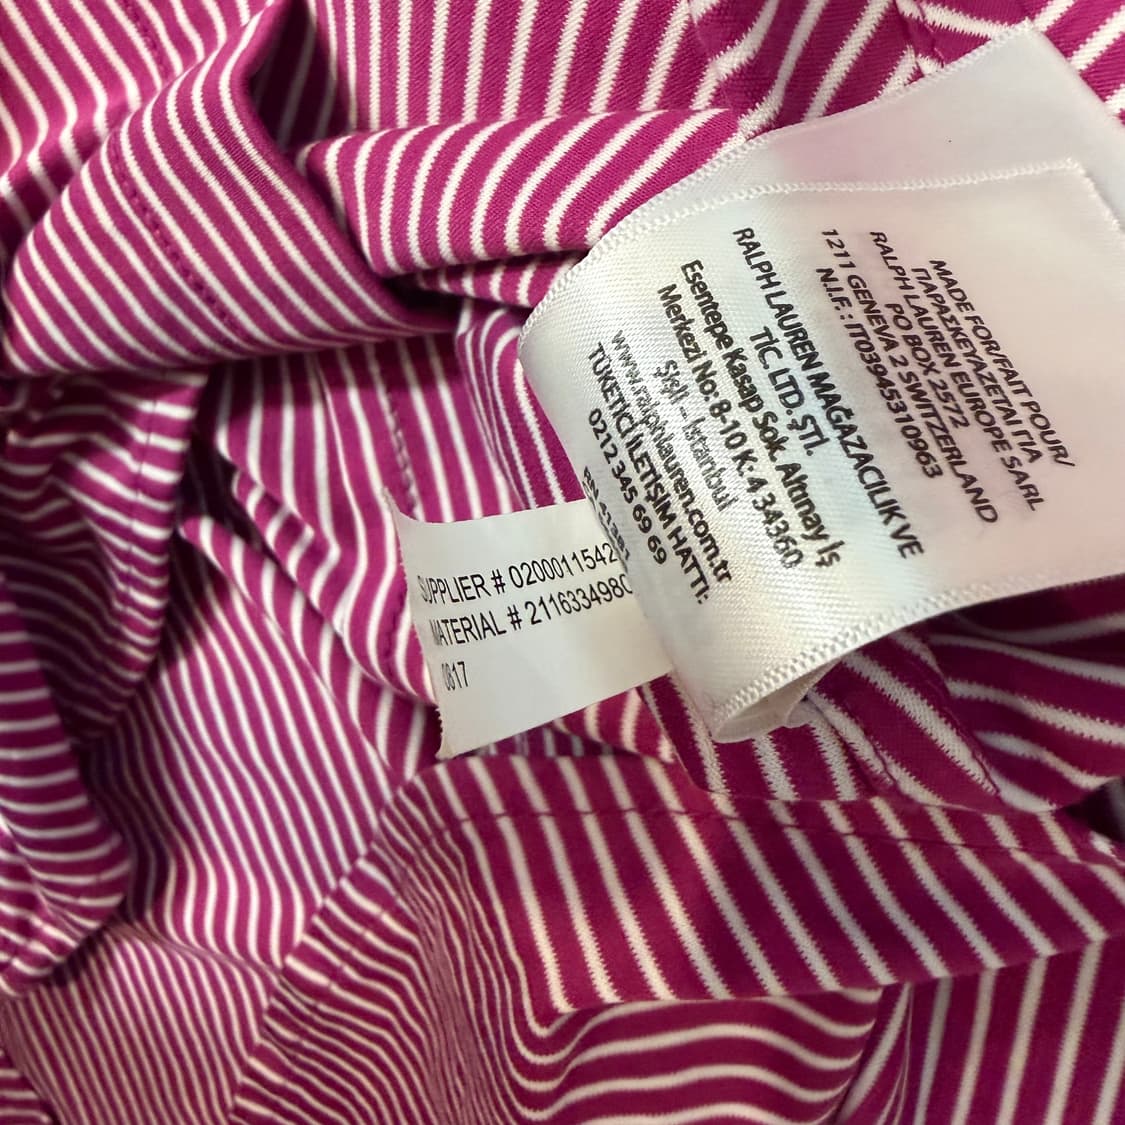 MADE FOR/FAIT POUR/
ΠΑΡΑΣΚΕΥΑΖΕΤΑΙ ΓΙΑ
RALPH LAUREN EUROPE SARL
PO BOX 2572
1211 GENEVA 2 SWITZERLAND
N.I.F. : IT03945310963
RALPH LAUREN MAĞAZACILIK VE
TİC. LTD. ŞTİ.
Esentepe Kasap Sok. Altınay İş
Merkezi No: 8-10 K:4 34360
Şişli - İstanbul
www.ralphlauren.com.tr
TÜKETİCİ İLETİŞİM HATTI:
0212 345 69 69
SUPPLIER # 0200011542
MATERIAL # 2116334980
0817